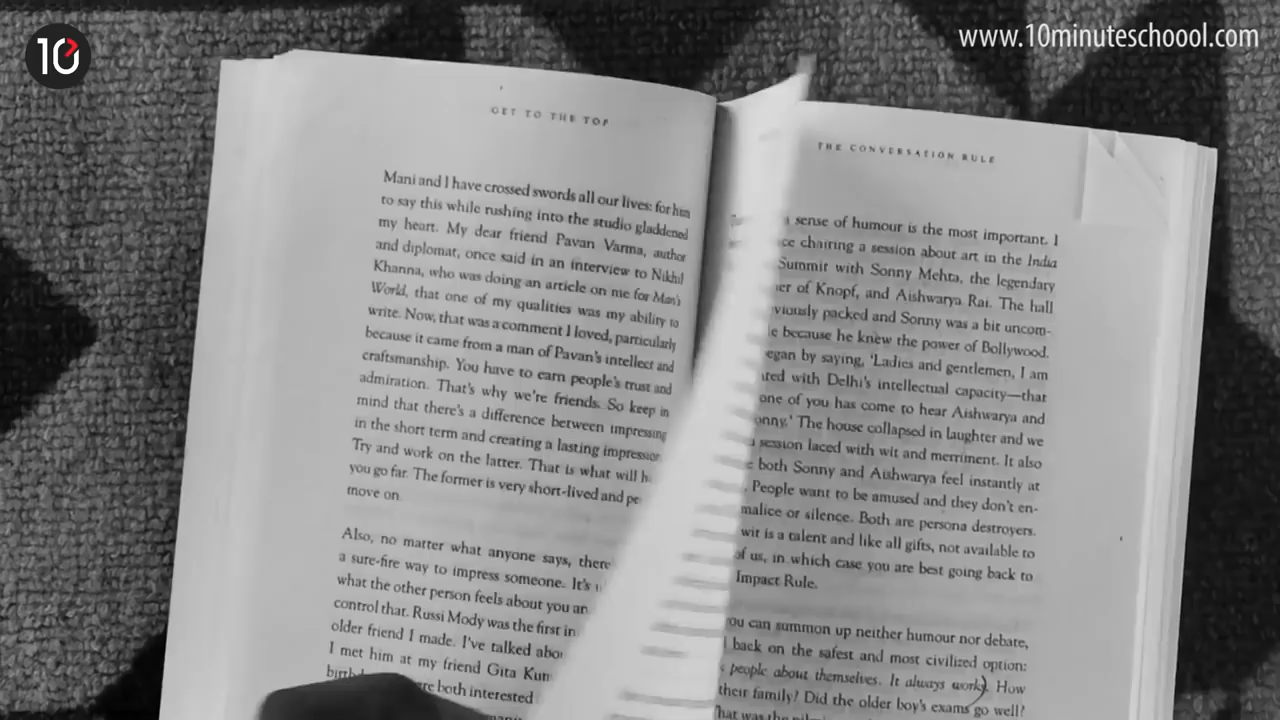 10
www.10minuteschoool.com
GET TO THE TOP
Mani and I have crossed swords all our lives: for him
to say this while rushing into the studio gladdened
my heart. My dear friend Pavan Varma, author
and diplomat, once said in an interview to Nikhil
Khanna, who was doing an article on me for Man's
World, that one of my qualities was my ability to
write. Now, that was a comment I loved, particularly
because it came from a man of Pavan's intellect and
craftsmanship. You have to earn people's trust and
admiration. That's why we're friends. So keep in
mind that there's a difference between impressing
in the short term and creating a lasting impression
Try and work on the latter. That is what will
you go far. The former is very short-lived and
move on.
Also, no matter what anyone says, there
a sure-fire way to impress someone. It's
what the other person feels about you an
control that. Russi Mody was the first in
older friend I made. I've talked
I met him at my friend Gita
are both interested
THE CONVERSATION RULE
sense of humour is the most important. I
chairing a session about art in the India
Summit with Sonny Mehta, the legendary
of Knopf, and Aishwarya Rai. The hall
packed and Sonny was a bit uncom-
because he knew the power of Bollywood.
by saying, 'Ladies and gentlemen, I am
with Delhi's intellectual capacity—that
one of you has come to hear Aishwarya and
The house collapsed in laughter and we
session laced with wit and merriment. It also
both Sonny and Aishwarya feel instantly at
. People want to be amused and they don't en-
malice or silence. Both are persona destroyers.
wit is a talent and like all gifts, not available to
of us, in which case you are best going back to
Impact Rule.
ou can summon up neither humour nor debate,
back on the safest and most civilized option:
people about themselves. It always works. How
their family? Did the older boy's exams go well?
was the